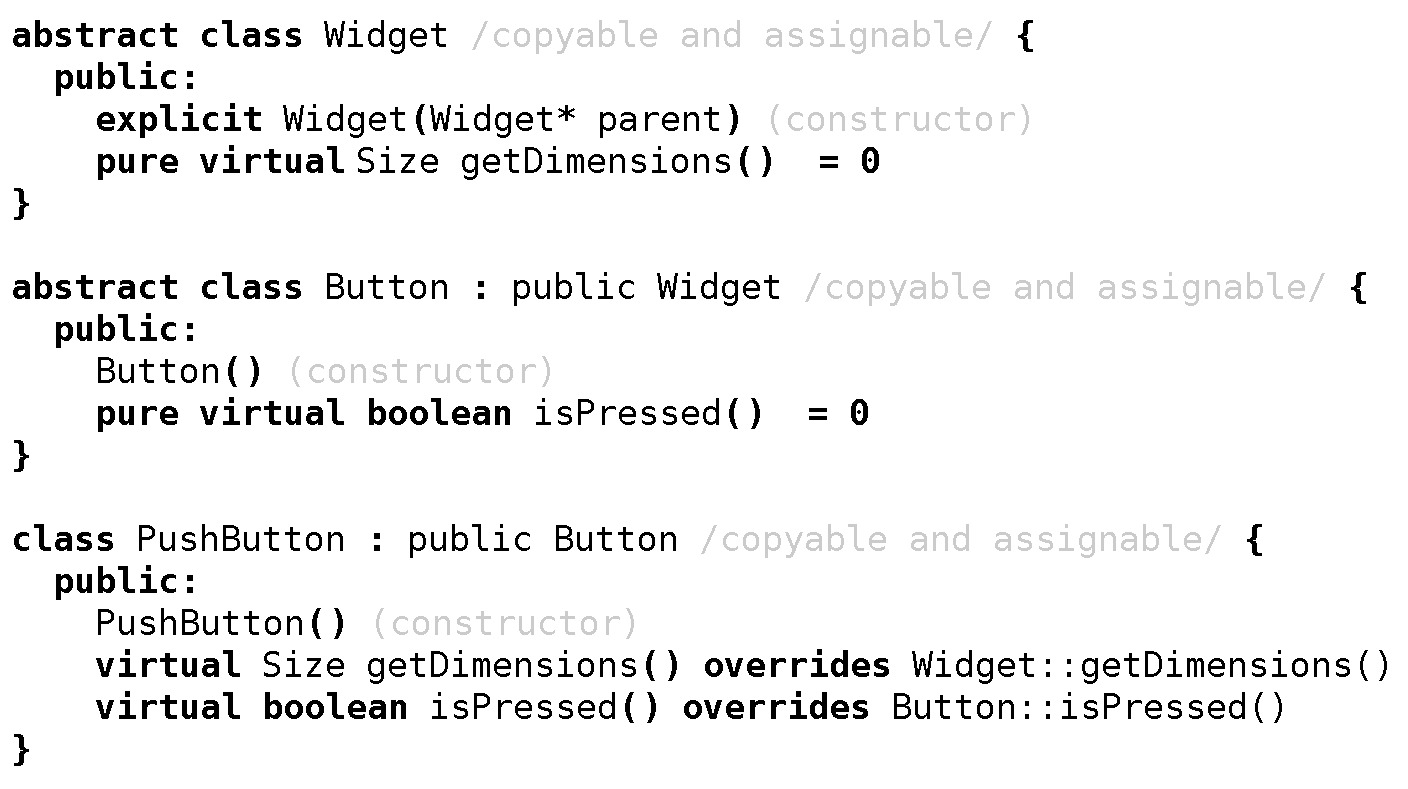 abstract class Widget /copyable and assignable/ {
public:
explicit Widget(Widget* parent) (constructor)
pure virtual Size getDimensions() = 0
}
abstract class Button : public Widget /copyable and assignable/ {
public:
Button() (constructor)
pure virtual boolean isPressed() = 0
}
class PushButton : public Button /copyable and assignable/ {
public:
PushButton() (constructor)
virtual Size getDimensions() overrides Widget::getDimensions()
virtual boolean isPressed() overrides Button::isPressed()
}